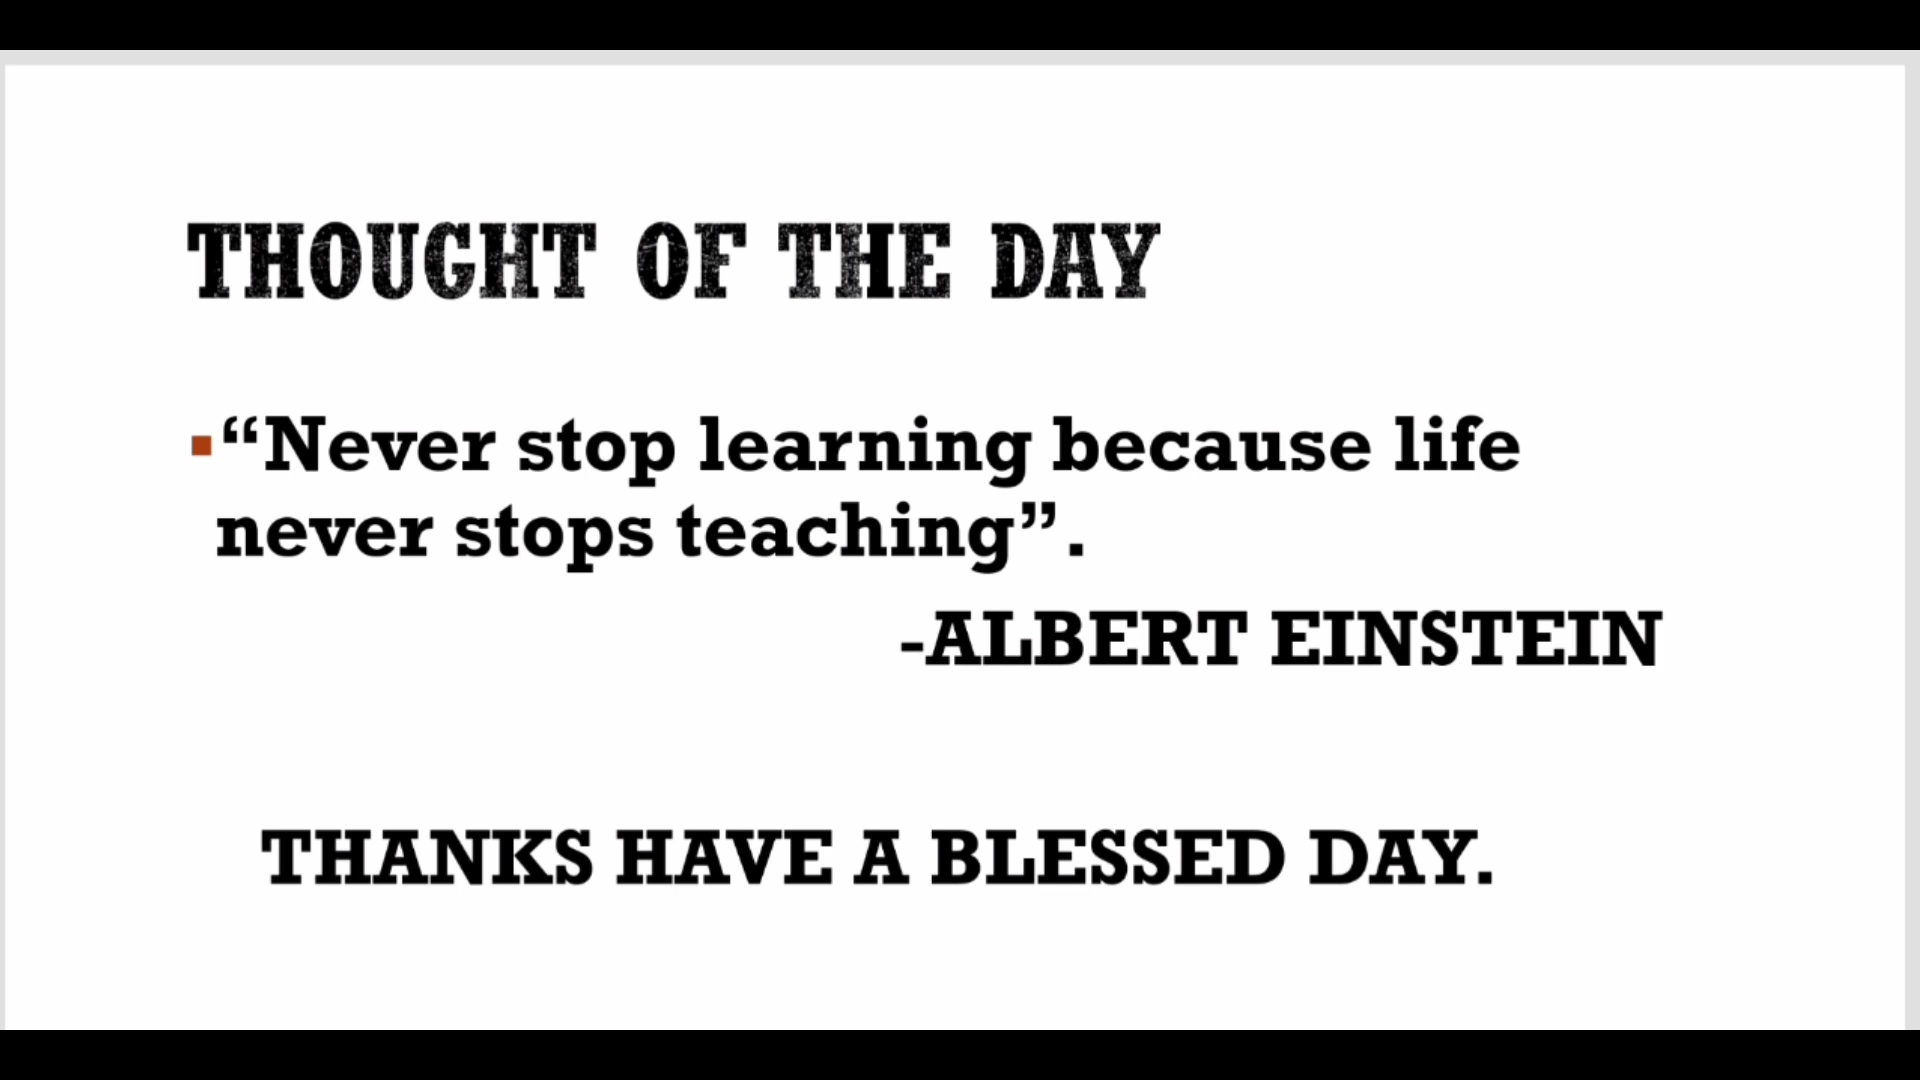 THOUGHT OF THE DAY
“Never stop learning because life
never stops teaching”.
-ALBERT EINSTEIN
THANKS HAVE A BLESSED DAY.